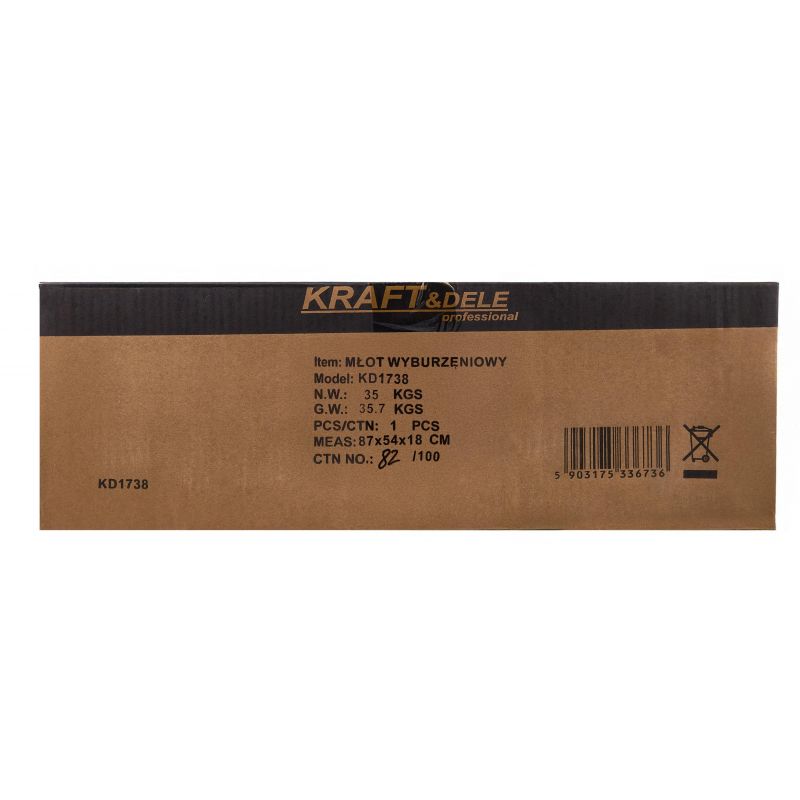 KRAFT&DELE
professional
Item: MŁOT WYBURZENIOWY
Model: KD1738
N.W.: 35 KGS
G.W.: 35.7 KGS
PCS/CTN: 1 PCS
MEAS: 87x54x18 CM
CTN NO.: 82 /100
KD1738
5 903175 336736